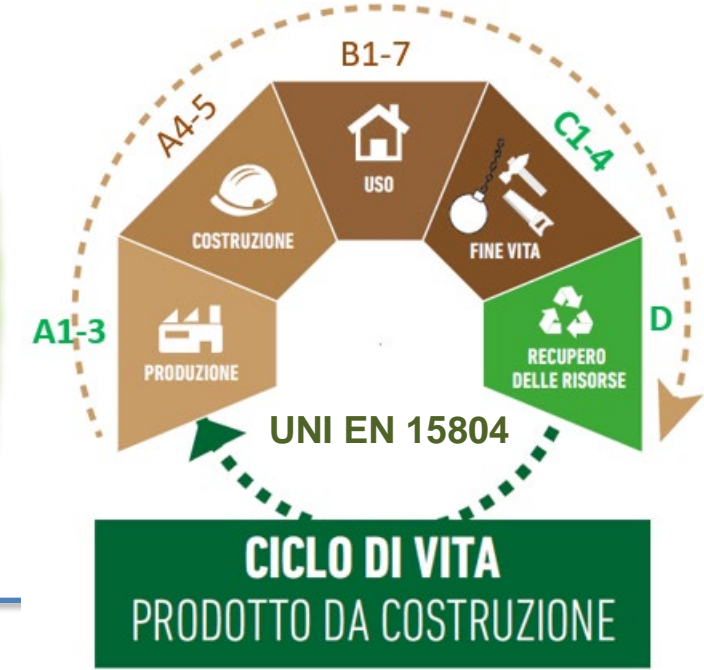 B1-7
A4-5
C1-4
USO
COSTRUZIONE
FINE VITA
A1-3
D
PRODUZIONE
RECUPERO
DELLE RISORSE
UNI EN 15804
CICLO DI VITA
PRODOTTO DA COSTRUZIONE